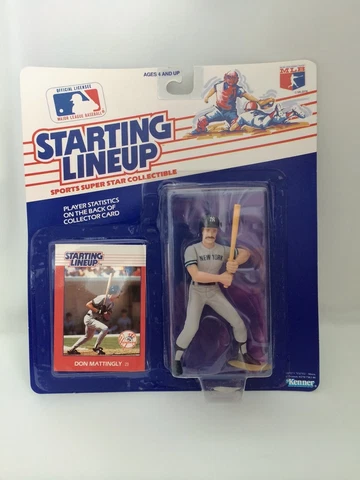 AGES 4 AND UP
OFFICIAL LICENSEE
MAJOR LEAGUE BASEBALL
MLB
STARTING
LINEUP
SPORTS SUPER STAR COLLECTIBLE
PLAYER STATISTICS
ON THE BACK OF
COLLECTOR CARD
STARTING
LINEUP
DON MATTINGLY
NEW YORK
Kenner